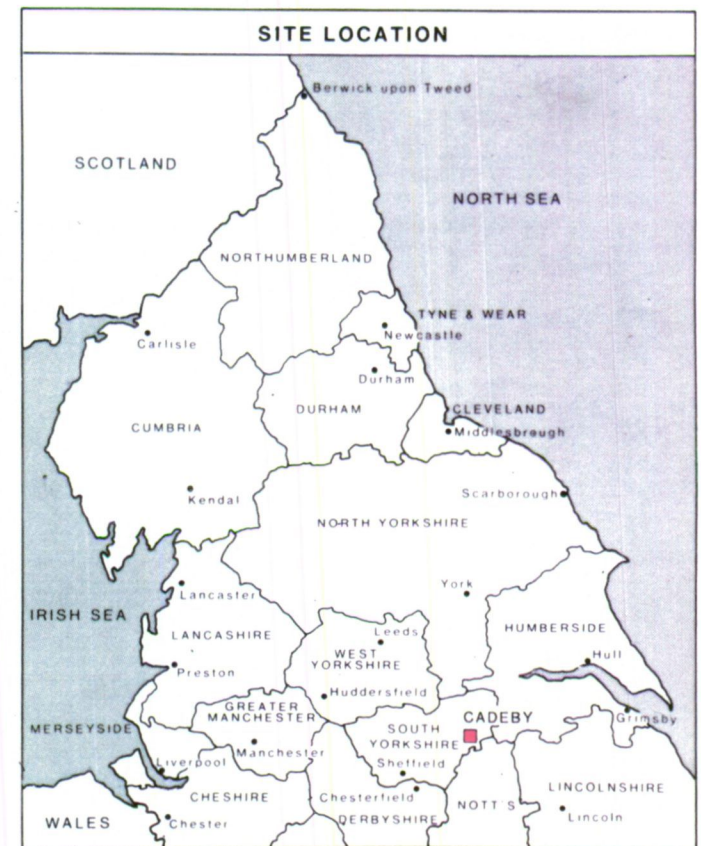 SITE LOCATION
Berwick upon Tweed
SCOTLAND
NORTH SEA
NORTHUMBERLAND
TYNE & WEAR
Newcastle
Carlisle
Durham
DURHAM
CLEVELAND
Middlesbrough
CUMBRIA
Kendal
Scarborough
NORTH YORKSHIRE
York
Lancaster
IRISH SEA
LANCASHIRE
Leeds
HUMBERSIDE
WEST
YORKSHIRE
Hull
Preston
Huddersfield
GREATER
MANCHESTER
CADEBY
Grimsby
MERSEYSIDE
SOUTH
YORKSHIRE
Manchester
Liverpool
Sheffield
CHESHIRE
Chesterfield
NOTT'S
LINCOLNSHIRE
WALES
Chester
DERBYSHIRE
Lincoln